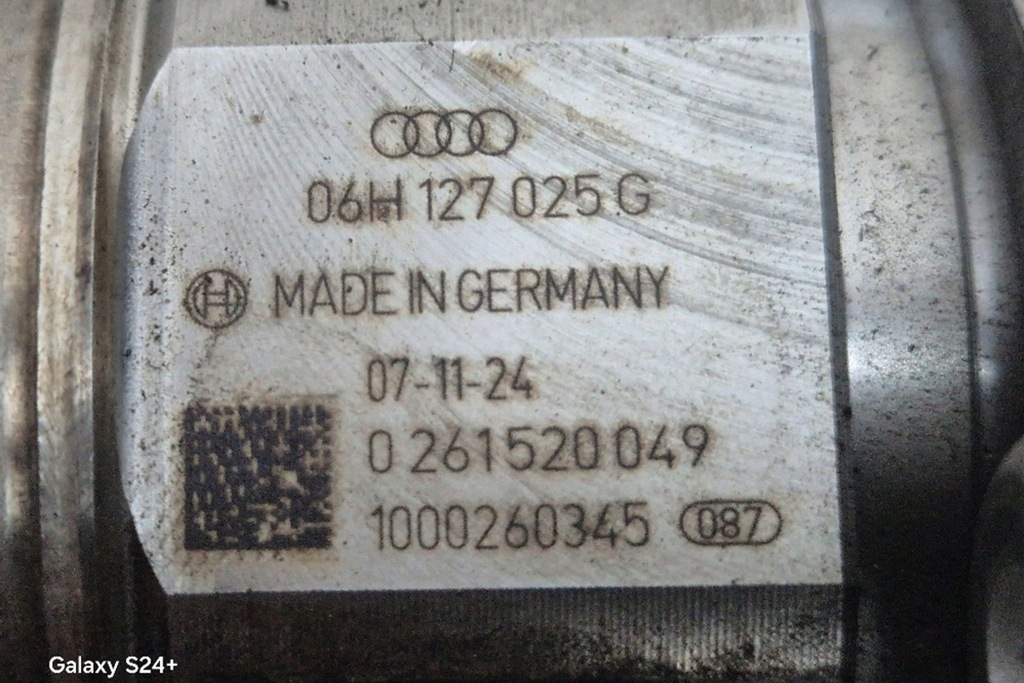 06H 127 025 G
MADE IN GERMANY
07-11-24
0 261 520 049
1000260345 087
Galaxy S24+